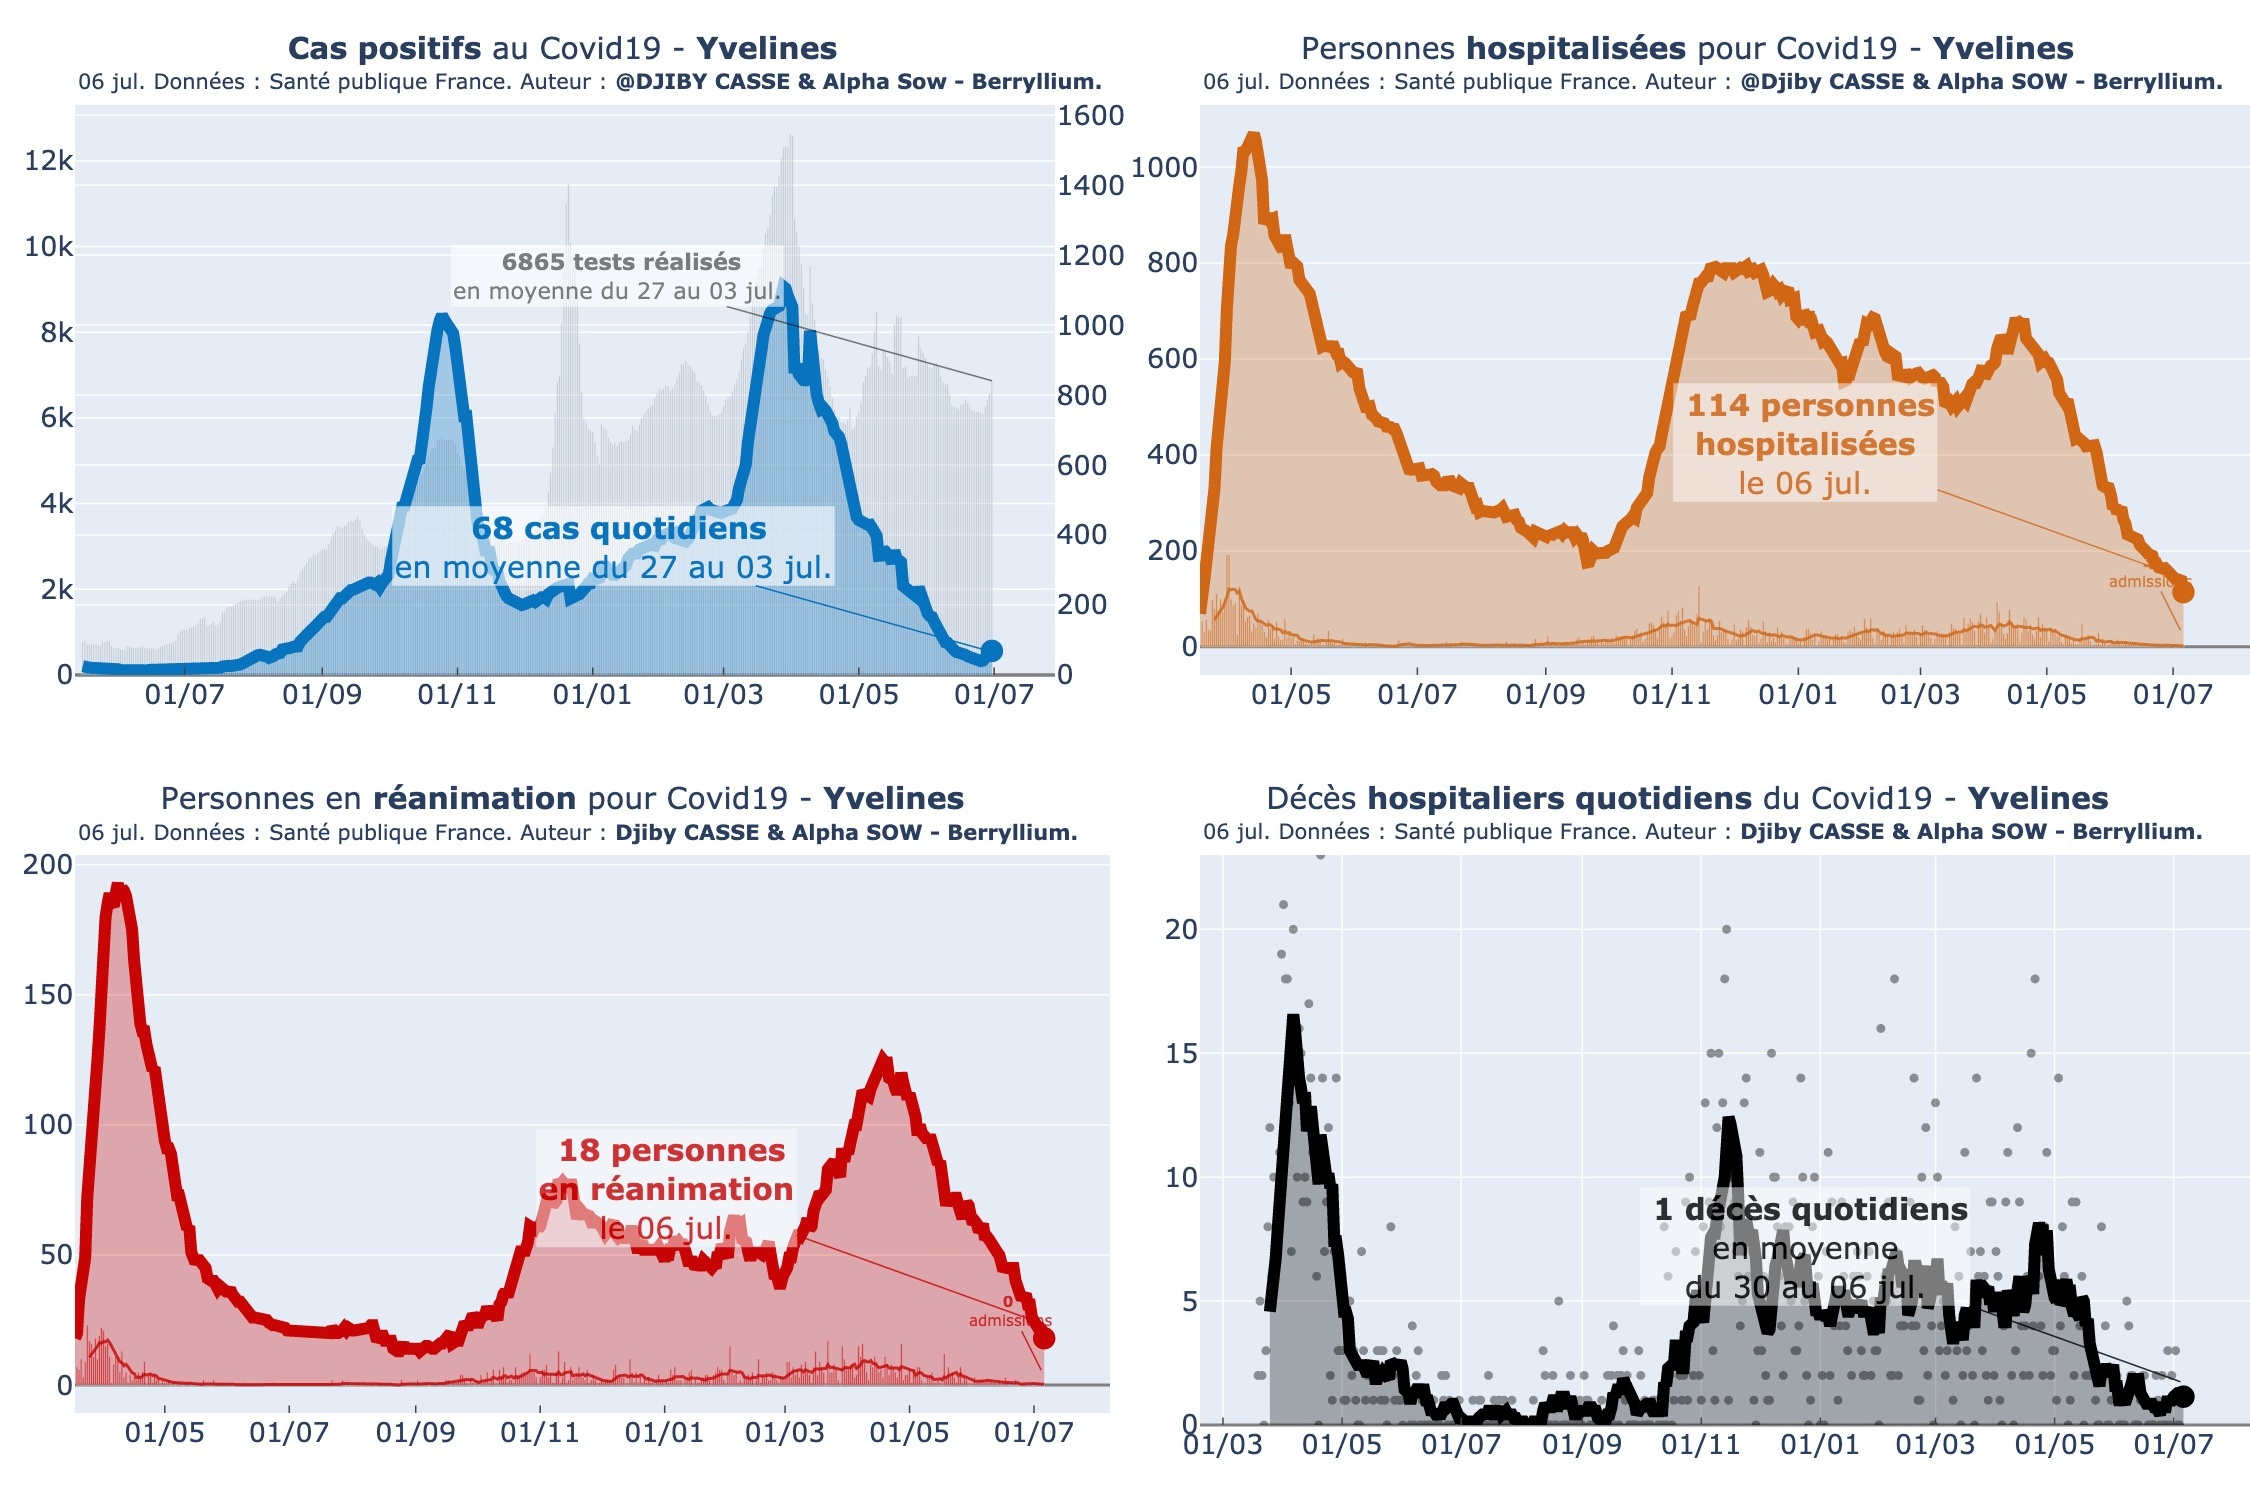 Cas positifs au Covid19 - Yvelines
06 jul. Données : Santé publique France. Auteur : @DJIBY CASSE & Alpha Sow - Berryllium.
12k
10k
8k
6k
4k
2k
0
1600
1400
1200
1000
800
600
400
200
0
6865 tests réalisés
en moyenne du 27 au 03 jul.
68 cas quotidiens
en moyenne du 27 au 03 jul.
01/07 01/09 01/11 01/01 01/03 01/05 01/07
Personnes hospitalisées pour Covid19 - Yvelines
06 jul. Données : Santé publique France. Auteur : @Djiby CASSE & Alpha SOW - Berryllium.
1000
800
600
400
200
0
114 personnes
hospitalisées
le 06 jul.
admissions
01/05 01/07 01/09 01/11 01/01 01/03 01/05 01/07
Personnes en réanimation pour Covid19 - Yvelines
06 jul. Données : Santé publique France. Auteur : Djiby CASSE & Alpha SOW - Berryllium.
200
150
100
50
0
18 personnes
en réanimation
le 06 jul.
0
admissions
01/05 01/07 01/09 01/11 01/01 01/03 01/05 01/07
Décès hospitaliers quotidiens du Covid19 - Yvelines
06 jul. Données : Santé publique France. Auteur : Djiby CASSE & Alpha SOW - Berryllium.
20
15
10
5
0
1 décès quotidiens
en moyenne
du 30 au 06 jul.
01/03 01/05 01/07 01/09 01/11 01/01 01/03 01/05 01/07